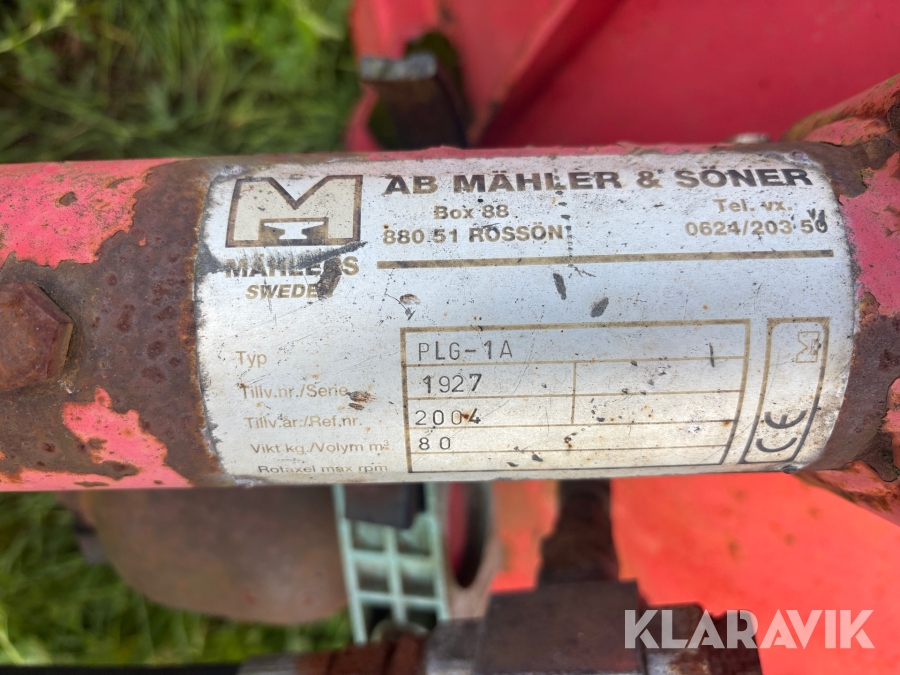 M
AB MÄHLER & SÖNER
Box 88
Tel. vx.
880 51 ROSSÖN
0624/203 50
MÄHLERS
SWEDEN
Typ
PLG-1A
Tillv.nr./Serie
1927
Tillv.år./Ref.nr.
2004
Vikt kg./Volym m³
80
Rotaxel max rpm
M
CE
KLARAVIK